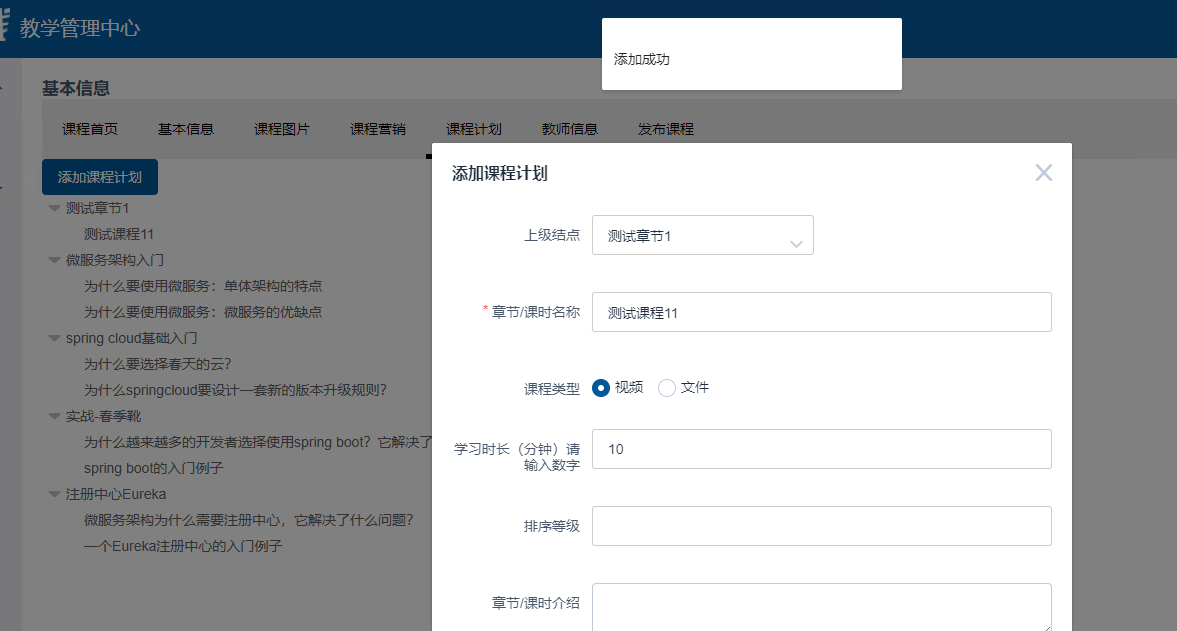 教学管理中心
添加成功
基本信息
课程首页 基本信息 课程图片 课程营销 课程计划 教师信息 发布课程
添加课程计划
测试章节1
测试课程11
微服务架构入门
为什么要使用微服务：单体架构的特点
为什么要使用微服务：微服务的优缺点
spring cloud基础入门
为什么要选择春天的云？
为什么springcloud要设计一套新的版本升级规则？
实战-春季靴
为什么越来越多的开发者选择使用spring boot？它解决了
spring boot的入门例子
注册中心Eureka
微服务架构为什么需要注册中心，它解决了什么问题？
一个Eureka注册中心的入门例子
添加课程计划
上级结点 测试章节1
*章节/课时名称 测试课程11
课程类型 视频 文件
学习时长（分钟）请 10
输入数字
排序等级
章节/课时介绍